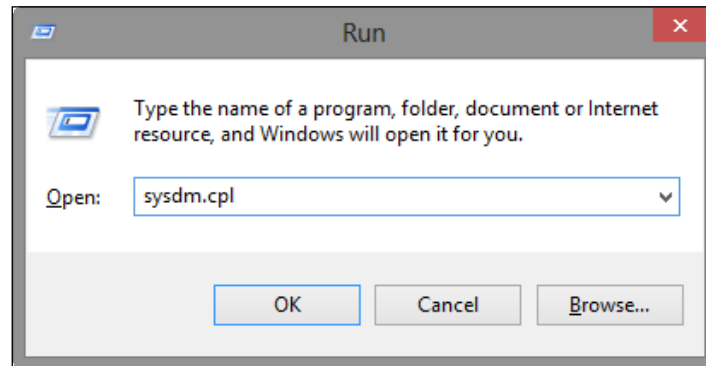 Run
Type the name of a program, folder, document or Internet
resource, and Windows will open it for you.
Open: sysdm.cpl
OK Cancel Browse...